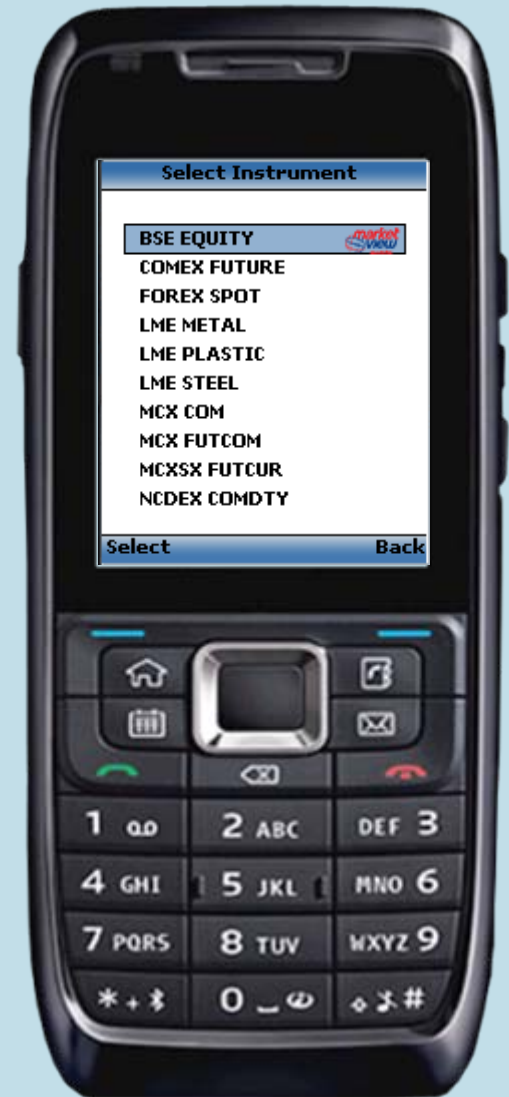 Select Instrument
BSE EQUITY market view
COMEX FUTURE
FOREX SPOT
LME METAL
LME PLASTIC
LME STEEL
MCX COM
MCX FUTCOM
MCXSX FUTCUR
NCDEX COMDTY
Select Back
1 2 ABC DEF 3
4 GHI 5 JKL MNO 6
7 PQRS 8 TUV WXYZ 9
* + 0 #